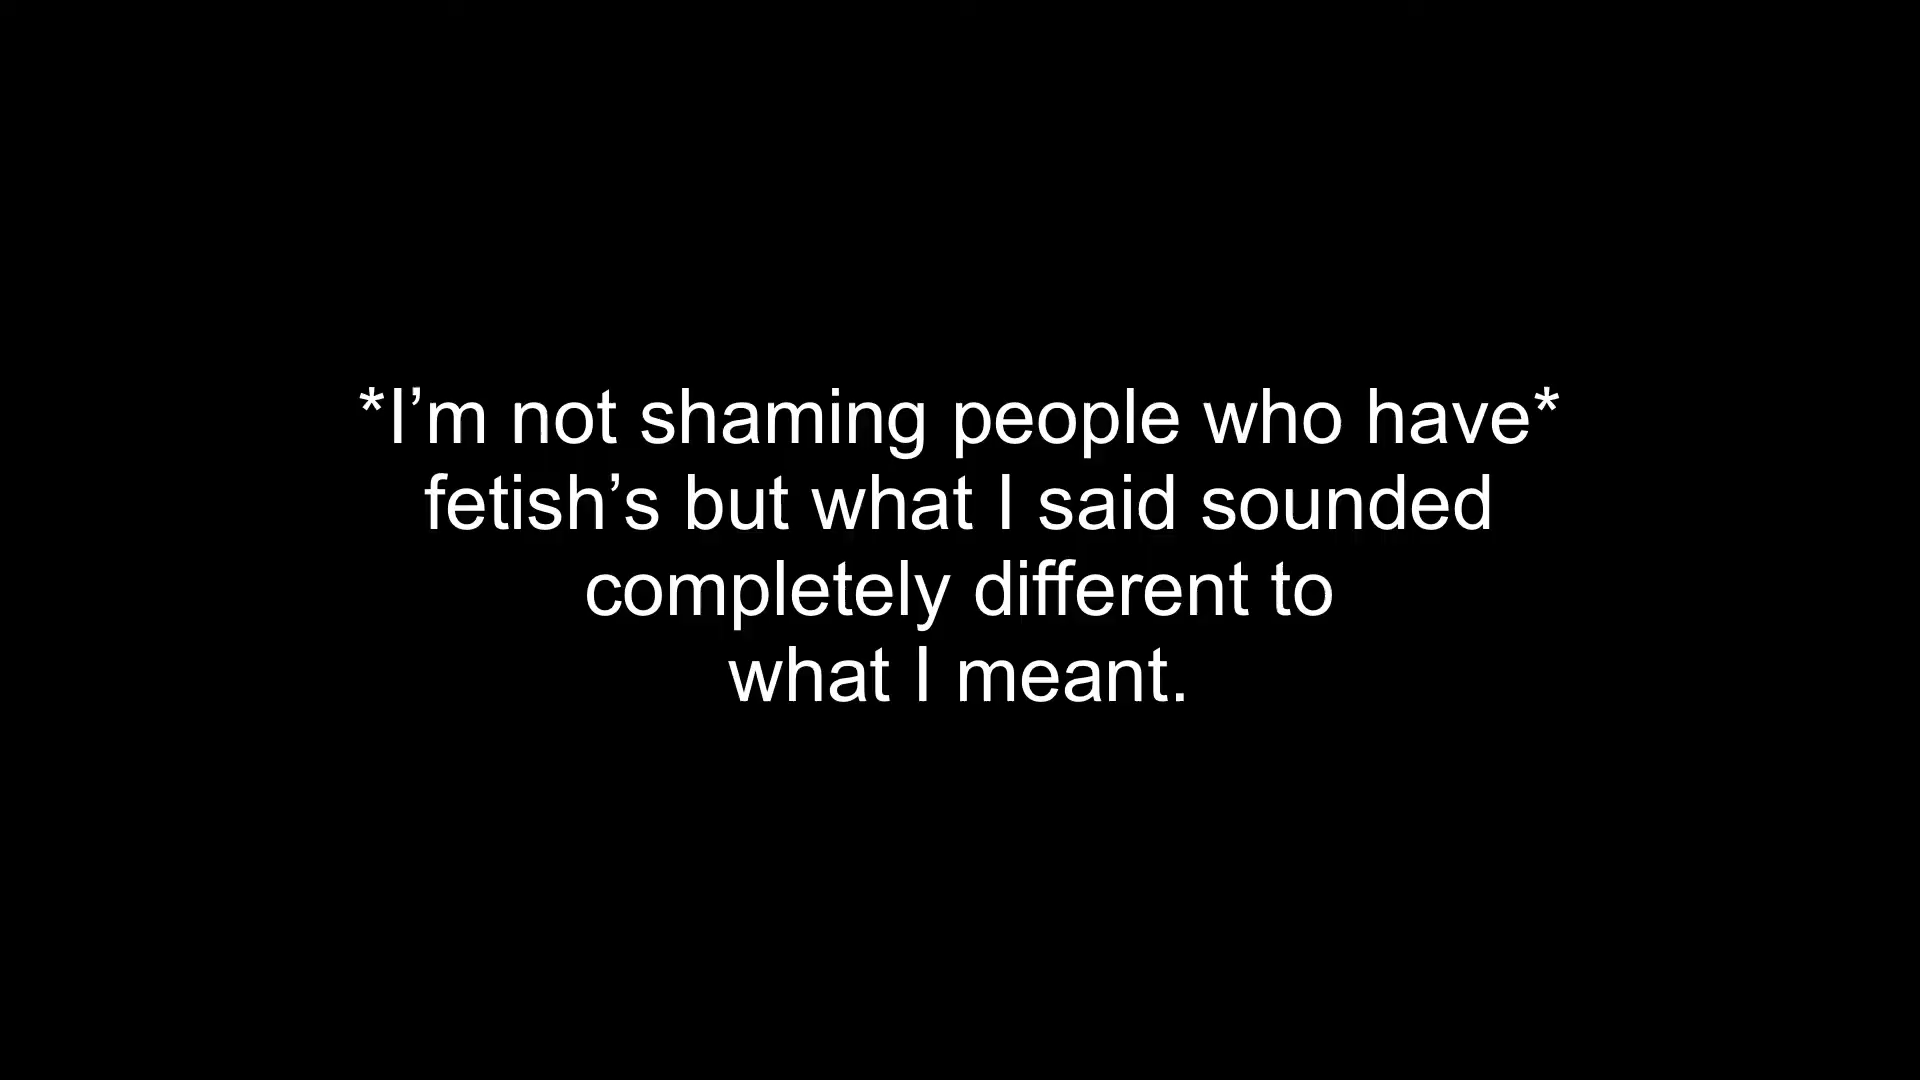 *I’m not shaming people who have*
fetish’s but what I said sounded
completely different to
what I meant.